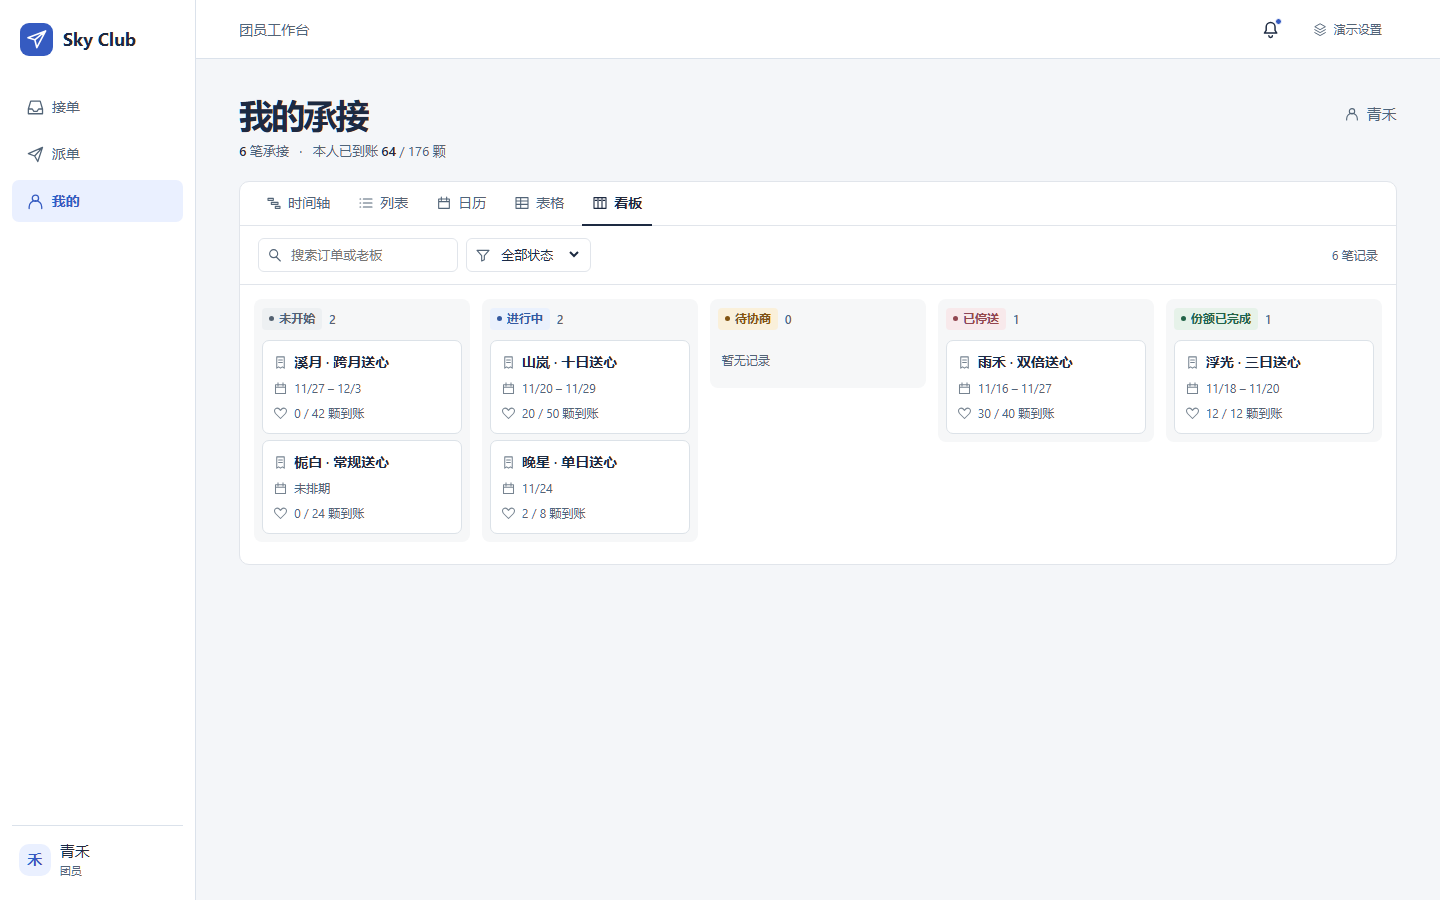 Sky Club
接单
派单
我的
禾
青禾
团员
团员工作台
演示设置
我的承接
6 笔承接 · 本人已到账 64 / 176 颗
青禾
时间轴 列表 日历 表格 看板
搜索订单或老板 全部状态 6 笔记录
未开始 2
溪月 · 跨月送心
11/27 – 12/3
0 / 42 颗到账
栀白 · 常规送心
未排期
0 / 24 颗到账
进行中 2
山岚 · 十日送心
11/20 – 11/29
20 / 50 颗到账
晚星 · 单日送心
11/24
2 / 8 颗到账
待协商 0
暂无记录
已停送 1
雨禾 · 双倍送心
11/16 – 11/27
30 / 40 颗到账
份额已完成 1
浮光 · 三日送心
11/18 – 11/20
12 / 12 颗到账